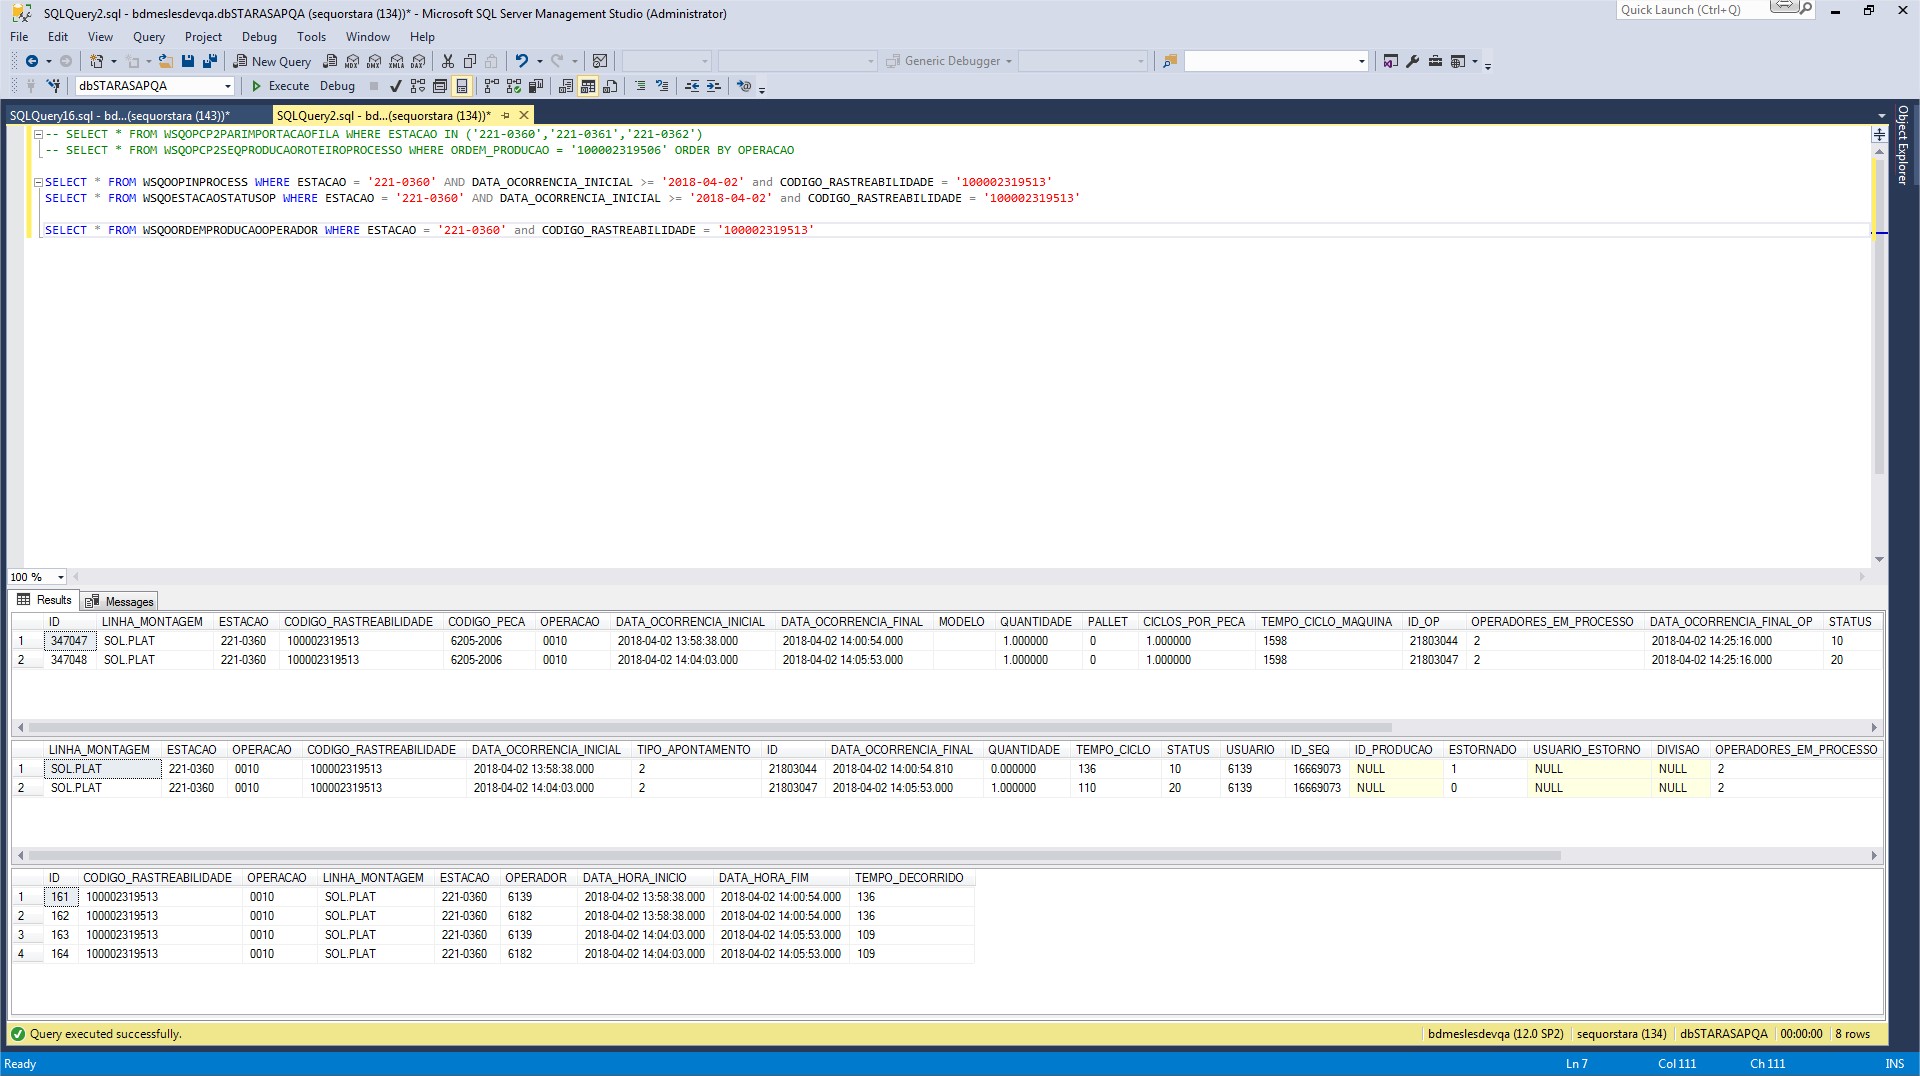 SQLQuery2.sql - bdmeslesdevqa.dbSTARASAPQA (sequorstara (134))* - Microsoft SQL Server Management Studio (Administrator)
Quick Launch (Ctrl+Q)
File Edit View Query Project Debug Tools Window Help
New Query MDX DMX XMLA DAX Generic Debugger
dbSTARASAPQA Execute Debug
SQLQuery16.sql - bd...(sequorstara (143))* SQLQuery2.sql - bd...(sequorstara (134))*
Object Explorer
-- SELECT * FROM WSQOPCP2PARIMPORTACAOFILA WHERE ESTACAO IN ('221-0360','221-0361','221-0362')
-- SELECT * FROM WSQOPCP2SEQPRODUCAOROTEIROPROCESSO WHERE ORDEM_PRODUCAO = '100002319506' ORDER BY OPERACAO
SELECT * FROM WSQOOPINPROCESS WHERE ESTACAO = '221-0360' AND DATA_OCORRENCIA_INICIAL >= '2018-04-02' and CODIGO_RASTREABILIDADE = '100002319513'
SELECT * FROM WSQOESTACAOSTATUSOP WHERE ESTACAO = '221-0360' AND DATA_OCORRENCIA_INICIAL >= '2018-04-02' and CODIGO_RASTREABILIDADE = '100002319513'
SELECT * FROM WSQOORDEMPRODUCAOOPERADOR WHERE ESTACAO = '221-0360' and CODIGO_RASTREABILIDADE = '100002319513'
100 %
Results Messages
ID LINHA_MONTAGEM ESTACAO CODIGO_RASTREABILIDADE CODIGO_PECA OPERACAO DATA_OCORRENCIA_INICIAL DATA_OCORRENCIA_FINAL MODELO QUANTIDADE PALLET CICLOS_POR_PECA TEMPO_CICLO_MAQUINA ID_OP OPERADORES_EM_PROCESSO DATA_OCORRENCIA_FINAL_OP STATUS
1 347047 SOL.PLAT 221-0360 100002319513 6205-2006 0010 2018-04-02 13:58:38.000 2018-04-02 14:00:54.000 1.000000 0 1.000000 1598 21803044 2 2018-04-02 14:25:16.000 10
2 347048 SOL.PLAT 221-0360 100002319513 6205-2006 0010 2018-04-02 14:04:03.000 2018-04-02 14:05:53.000 1.000000 0 1.000000 1598 21803047 2 2018-04-02 14:25:16.000 20
LINHA_MONTAGEM ESTACAO OPERACAO CODIGO_RASTREABILIDADE DATA_OCORRENCIA_INICIAL TIPO_APONTAMENTO ID DATA_OCORRENCIA_FINAL QUANTIDADE TEMPO_CICLO STATUS USUARIO ID_SEQ ID_PRODUCAO ESTORNADO USUARIO_ESTORNO DIVISAO OPERADORES_EM_PROCESSO
1 SOL.PLAT 221-0360 0010 100002319513 2018-04-02 13:58:38.000 2 21803044 2018-04-02 14:00:54.810 0.000000 136 10 6139 16669073 NULL 1 NULL NULL 2
2 SOL.PLAT 221-0360 0010 100002319513 2018-04-02 14:04:03.000 2 21803047 2018-04-02 14:05:53.000 1.000000 110 20 6139 16669073 NULL 0 NULL NULL 2
ID CODIGO_RASTREABILIDADE OPERACAO LINHA_MONTAGEM ESTACAO OPERADOR DATA_HORA_INICIO DATA_HORA_FIM TEMPO_DECORRIDO
1 161 100002319513 0010 SOL.PLAT 221-0360 6139 2018-04-02 13:58:38.000 2018-04-02 14:00:54.000 136
2 162 100002319513 0010 SOL.PLAT 221-0360 6182 2018-04-02 13:58:38.000 2018-04-02 14:00:54.000 136
3 163 100002319513 0010 SOL.PLAT 221-0360 6139 2018-04-02 14:04:03.000 2018-04-02 14:05:53.000 109
4 164 100002319513 0010 SOL.PLAT 221-0360 6182 2018-04-02 14:04:03.000 2018-04-02 14:05:53.000 109
Query executed successfully. bdmeslesdevqa (12.0 SP2) sequorstara (134) dbSTARASAPQA 00:00:00 8 rows
Ready Ln 7 Col 111 Ch 111 INS